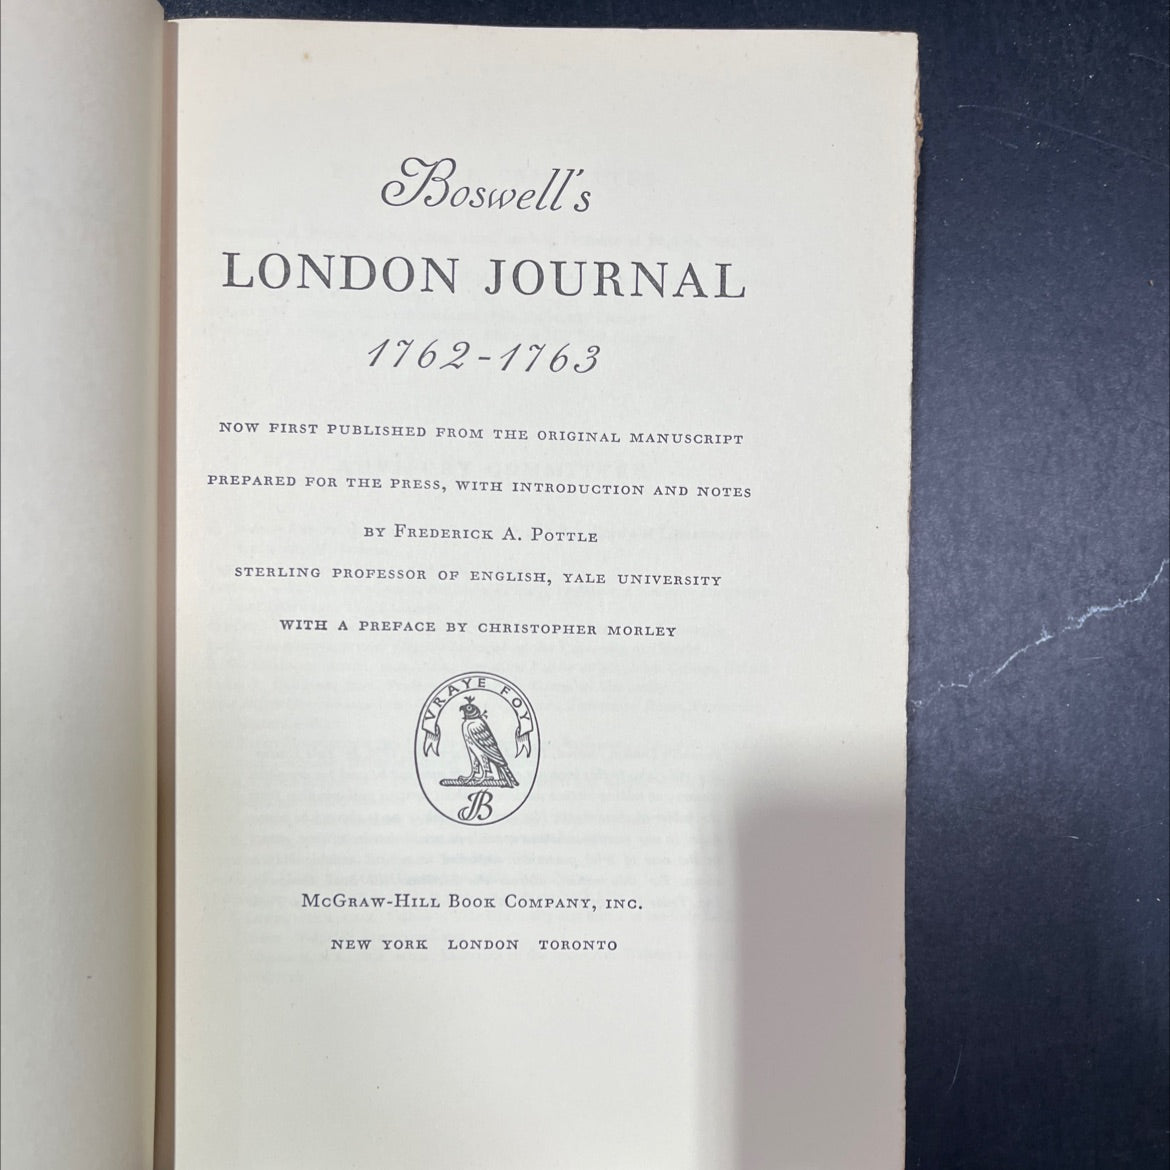 Boswell's
LONDON JOURNAL
1762-1763
NOW FIRST PUBLISHED FROM THE ORIGINAL MANUSCRIPT
PREPARED FOR THE PRESS, WITH INTRODUCTION AND NOTES
BY FREDERICK A. POTTLE
STERLING PROFESSOR OF ENGLISH, YALE UNIVERSITY
WITH A PREFACE BY CHRISTOPHER MORLEY
VRAYE FOY
JB
MCGRAW-HILL BOOK COMPANY, INC.
NEW YORK LONDON TORONTO